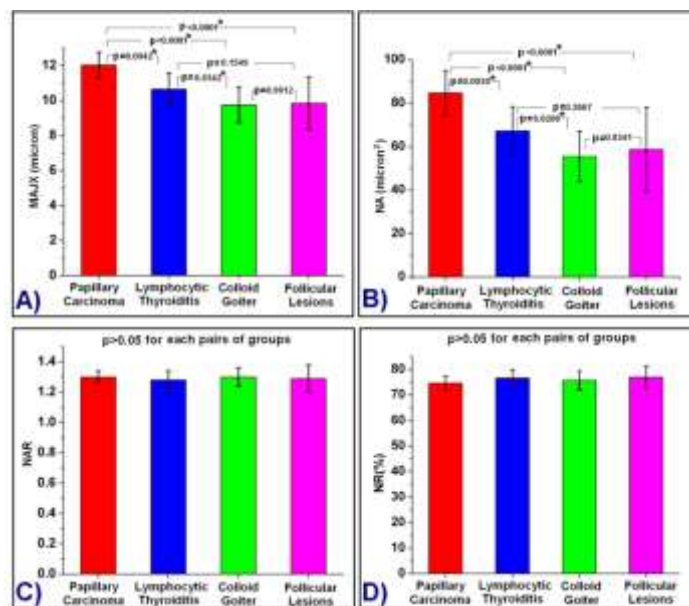 p<0.0001*
p>0.0001*
p=0.0042*
p=0.1549
p=0.0342*
MAJX (micron)
12
10
8
6
4
2
0
Papillary Carcinoma
Lymphocytic Thyroiditis
Colloid Goiter
Follicular Lesions
A)
p<0.0001*
p<0.0001*
NA (micron²)
100
80
60
40
20
0
Papillary Carcinoma
Lymphocytic Thyroiditis
Colloid Goiter
Follicular Lesions
B)
p>0.05 for each pairs of groups
NAR
1.4
1.2
1.0
0.8
0.6
0.4
0.2
0.0
Papillary Carcinoma
Lymphocytic Thyroiditis
Colloid Goiter
Follicular Lesions
C)
p>0.05 for each pairs of groups
NR(%)
80
70
60
50
40
30
20
10
0
Papillary Carcinoma
Lymphocytic Thyroiditis
Colloid Goiter
Follicular Lesions
D)